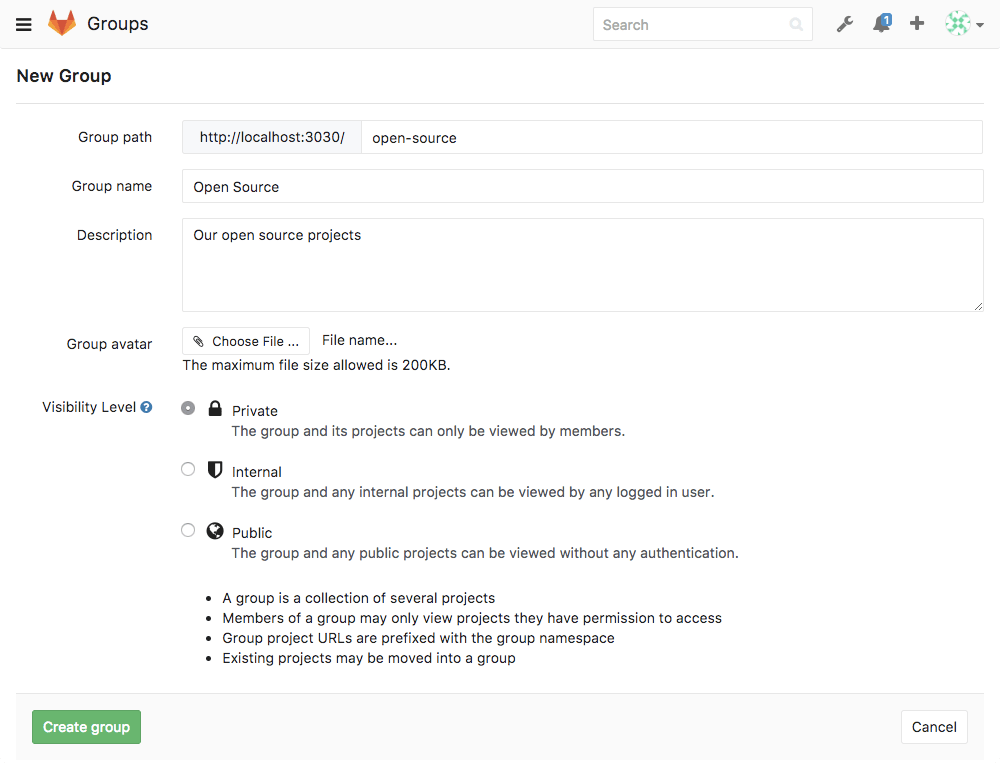 Groups
Search
1
New Group
Group path
http://localhost:3030/
open-source
Group name
Open Source
Description
Our open source projects
Group avatar
Choose File ...
File name...
The maximum file size allowed is 200KB.
Visibility Level
Private
The group and its projects can only be viewed by members.
Internal
The group and any internal projects can be viewed by any logged in user.
Public
The group and any public projects can be viewed without any authentication.
A group is a collection of several projects
Members of a group may only view projects they have permission to access
Group project URLs are prefixed with the group namespace
Existing projects may be moved into a group
Create group
Cancel